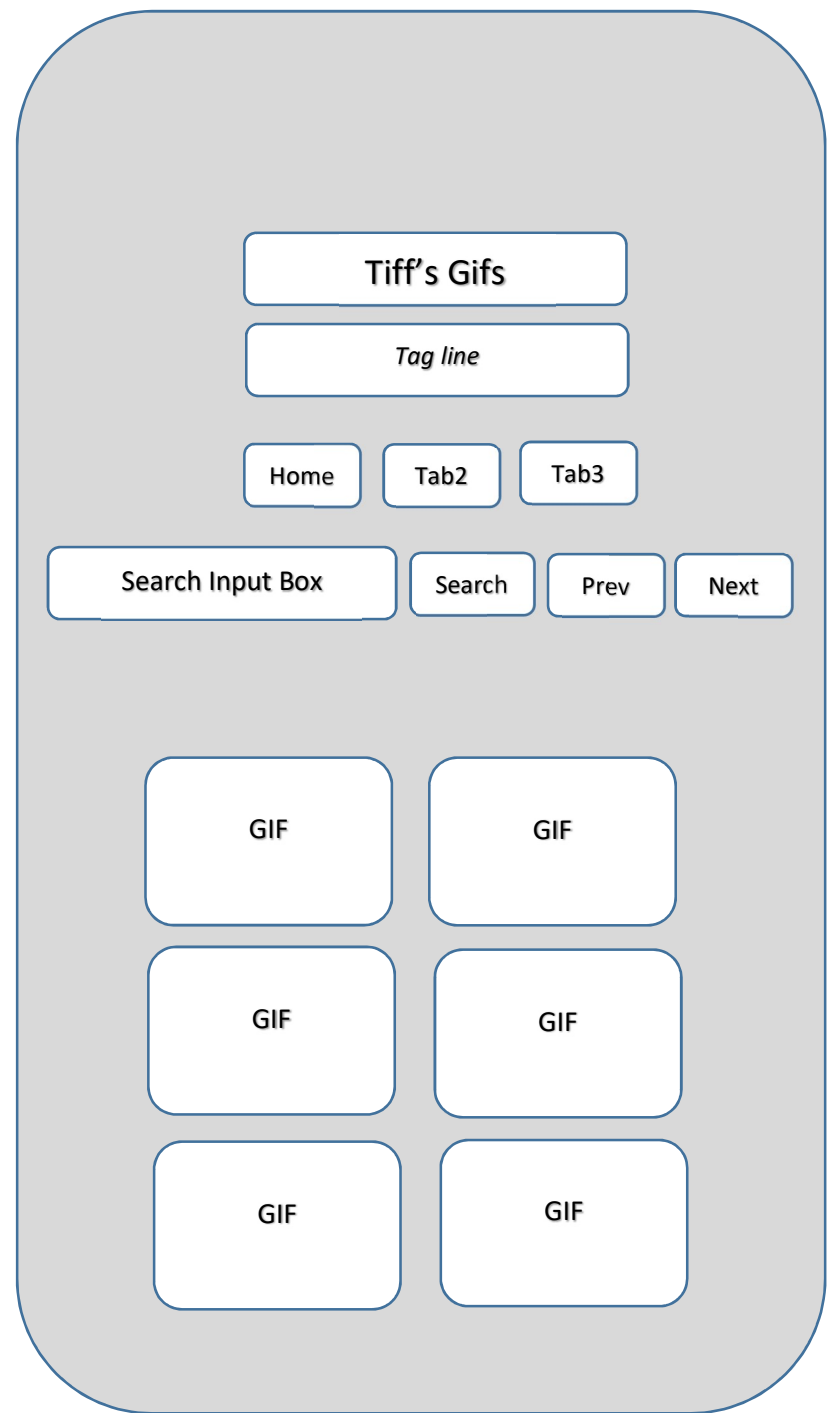 Tiff’s Gifs
Tag line
Home
Tab2
Tab3
Search Input Box
Search
Prev
Next
GIF
GIF
GIF
GIF
GIF
GIF